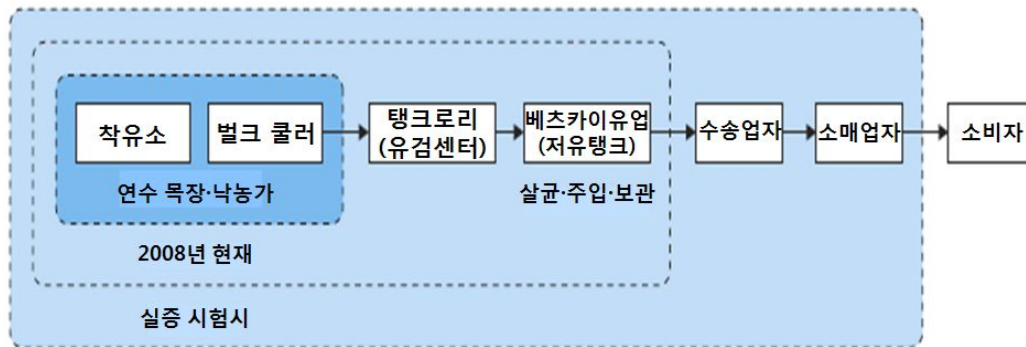 착유소
벌크 쿨러
탱크로리
(유검센터)
베츠카이유업
(저유탱크)
수송업자
소매업자
소비자
연수 목장·낙농가
살균·주입·보관
2008년 현재
실증 시험시